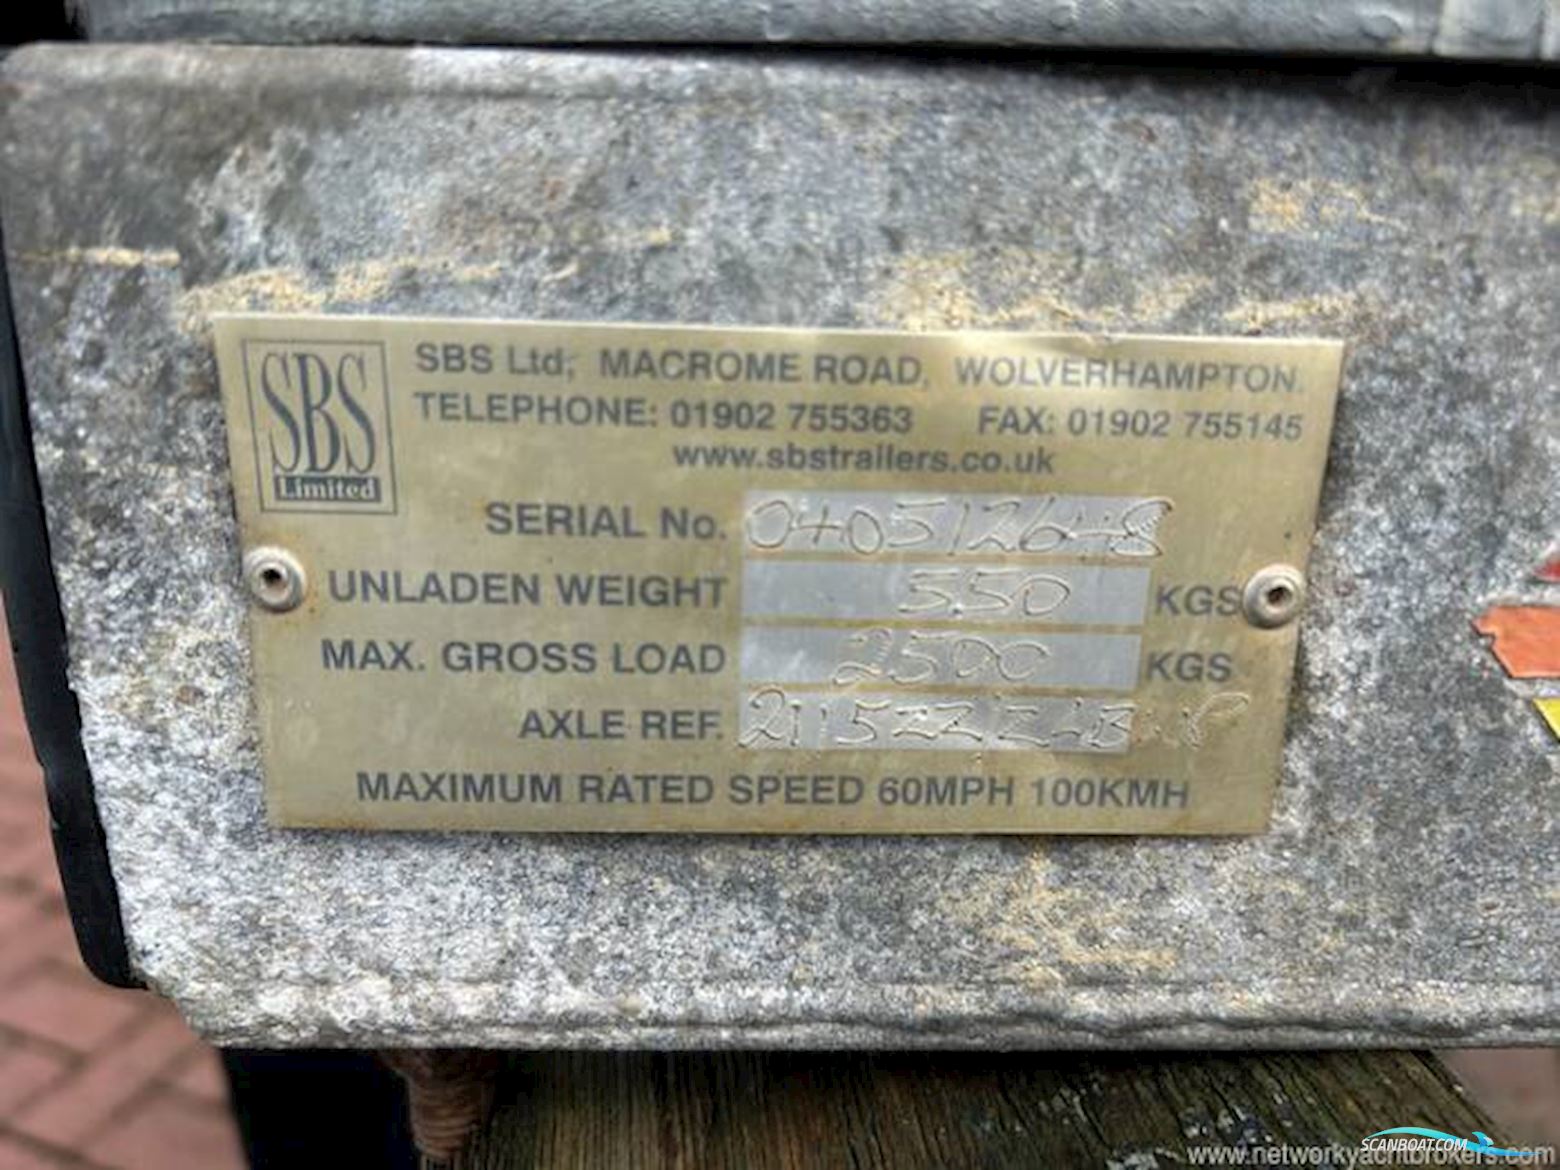 SBS Limited
SBS Ltd, MACROME ROAD, WOLVERHAMPTON.
TELEPHONE: 01902 755363 FAX: 01902 755145
www.sbstrailers.co.uk
SERIAL No.
UNLADEN WEIGHT 550 KGS
MAX. GROSS LOAD 2500 KGS
AXLE REF.
MAXIMUM RATED SPEED 60MPH 100KMH
www.networkyachtbrokers.com
SCANBOAT.COM